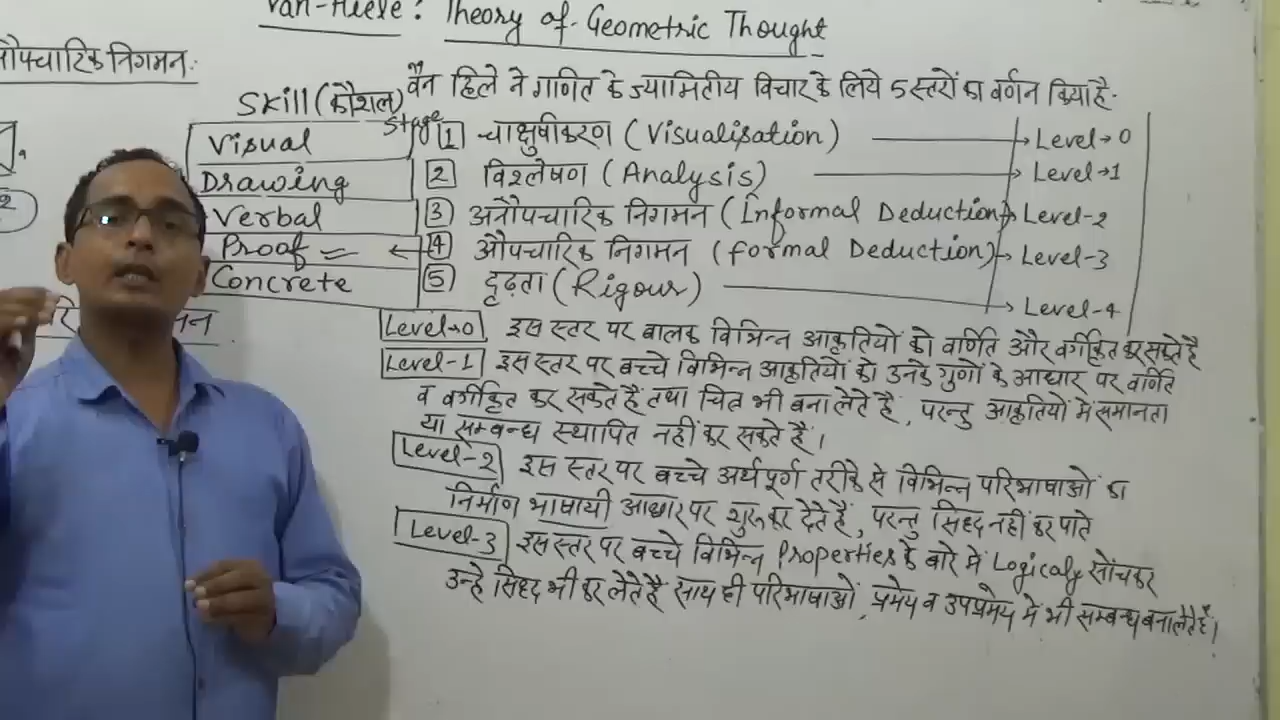 Van-Hiele: Theory of Geometric Thought
औपचारिक निगमन:
वैन हिले ने गणित के ज्यामितीय विचार के लिये 5 स्तरों का वर्णन किया है.
Skill (कौशल)
Stage
Visual
Drawing
Verbal
Proof
Concrete
1 चाक्षुषीकरण (Visualisation) → Level→0
2 विश्लेषण (Analysis) → Level→1
3 अनौपचारिक निगमन (Informal Deduction) → Level-2
4 औपचारिक निगमन (formal Deduction) → Level-3
5 दृढ़ता (Rigour) → Level-4
Level→0 इस स्तर पर बालक विभिन्न आकृतियों को वर्णित और वर्गीकृत कर सकते है
Level-1 इस स्तर पर बच्चे विभिन्न आकृतियों को उनके गुणों के आधार पर वर्णित
व वर्गीकृत कर सकते हैं तथा चित्र भी बना लेते है, परन्तु आकृतियों में समानता
या सम्बन्ध स्थापित नहीं कर सकते हैं।
Level-2 इस स्तर पर बच्चे अर्थपूर्ण तरीके से विभिन्न परिभाषाओं का
निर्माण भाषायी आधार पर शुरू कर देते हैं, परन्तु सिध्द नहीं कर पाते
Level-3 इस स्तर पर बच्चे विभिन्न Properties के बारे में Logicaly सोंचकर
उन्हे सिध्द भी कर लेते है साथ ही परिभाषाओं, प्रमेय व उपप्रमेय में भी सम्बन्ध बना लेते है।